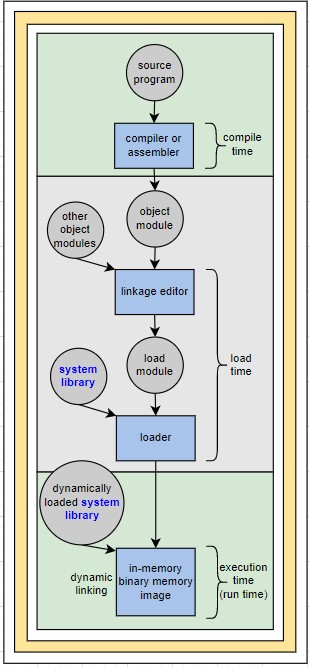 source
program
compiler or
assembler
compile
time
other
object
modules
object
module
linkage editor
load
module
load
time
system
library
loader
dynamically
loaded system
library
dynamic
linking
in-memory
binary memory
image
execution
time
(run time)